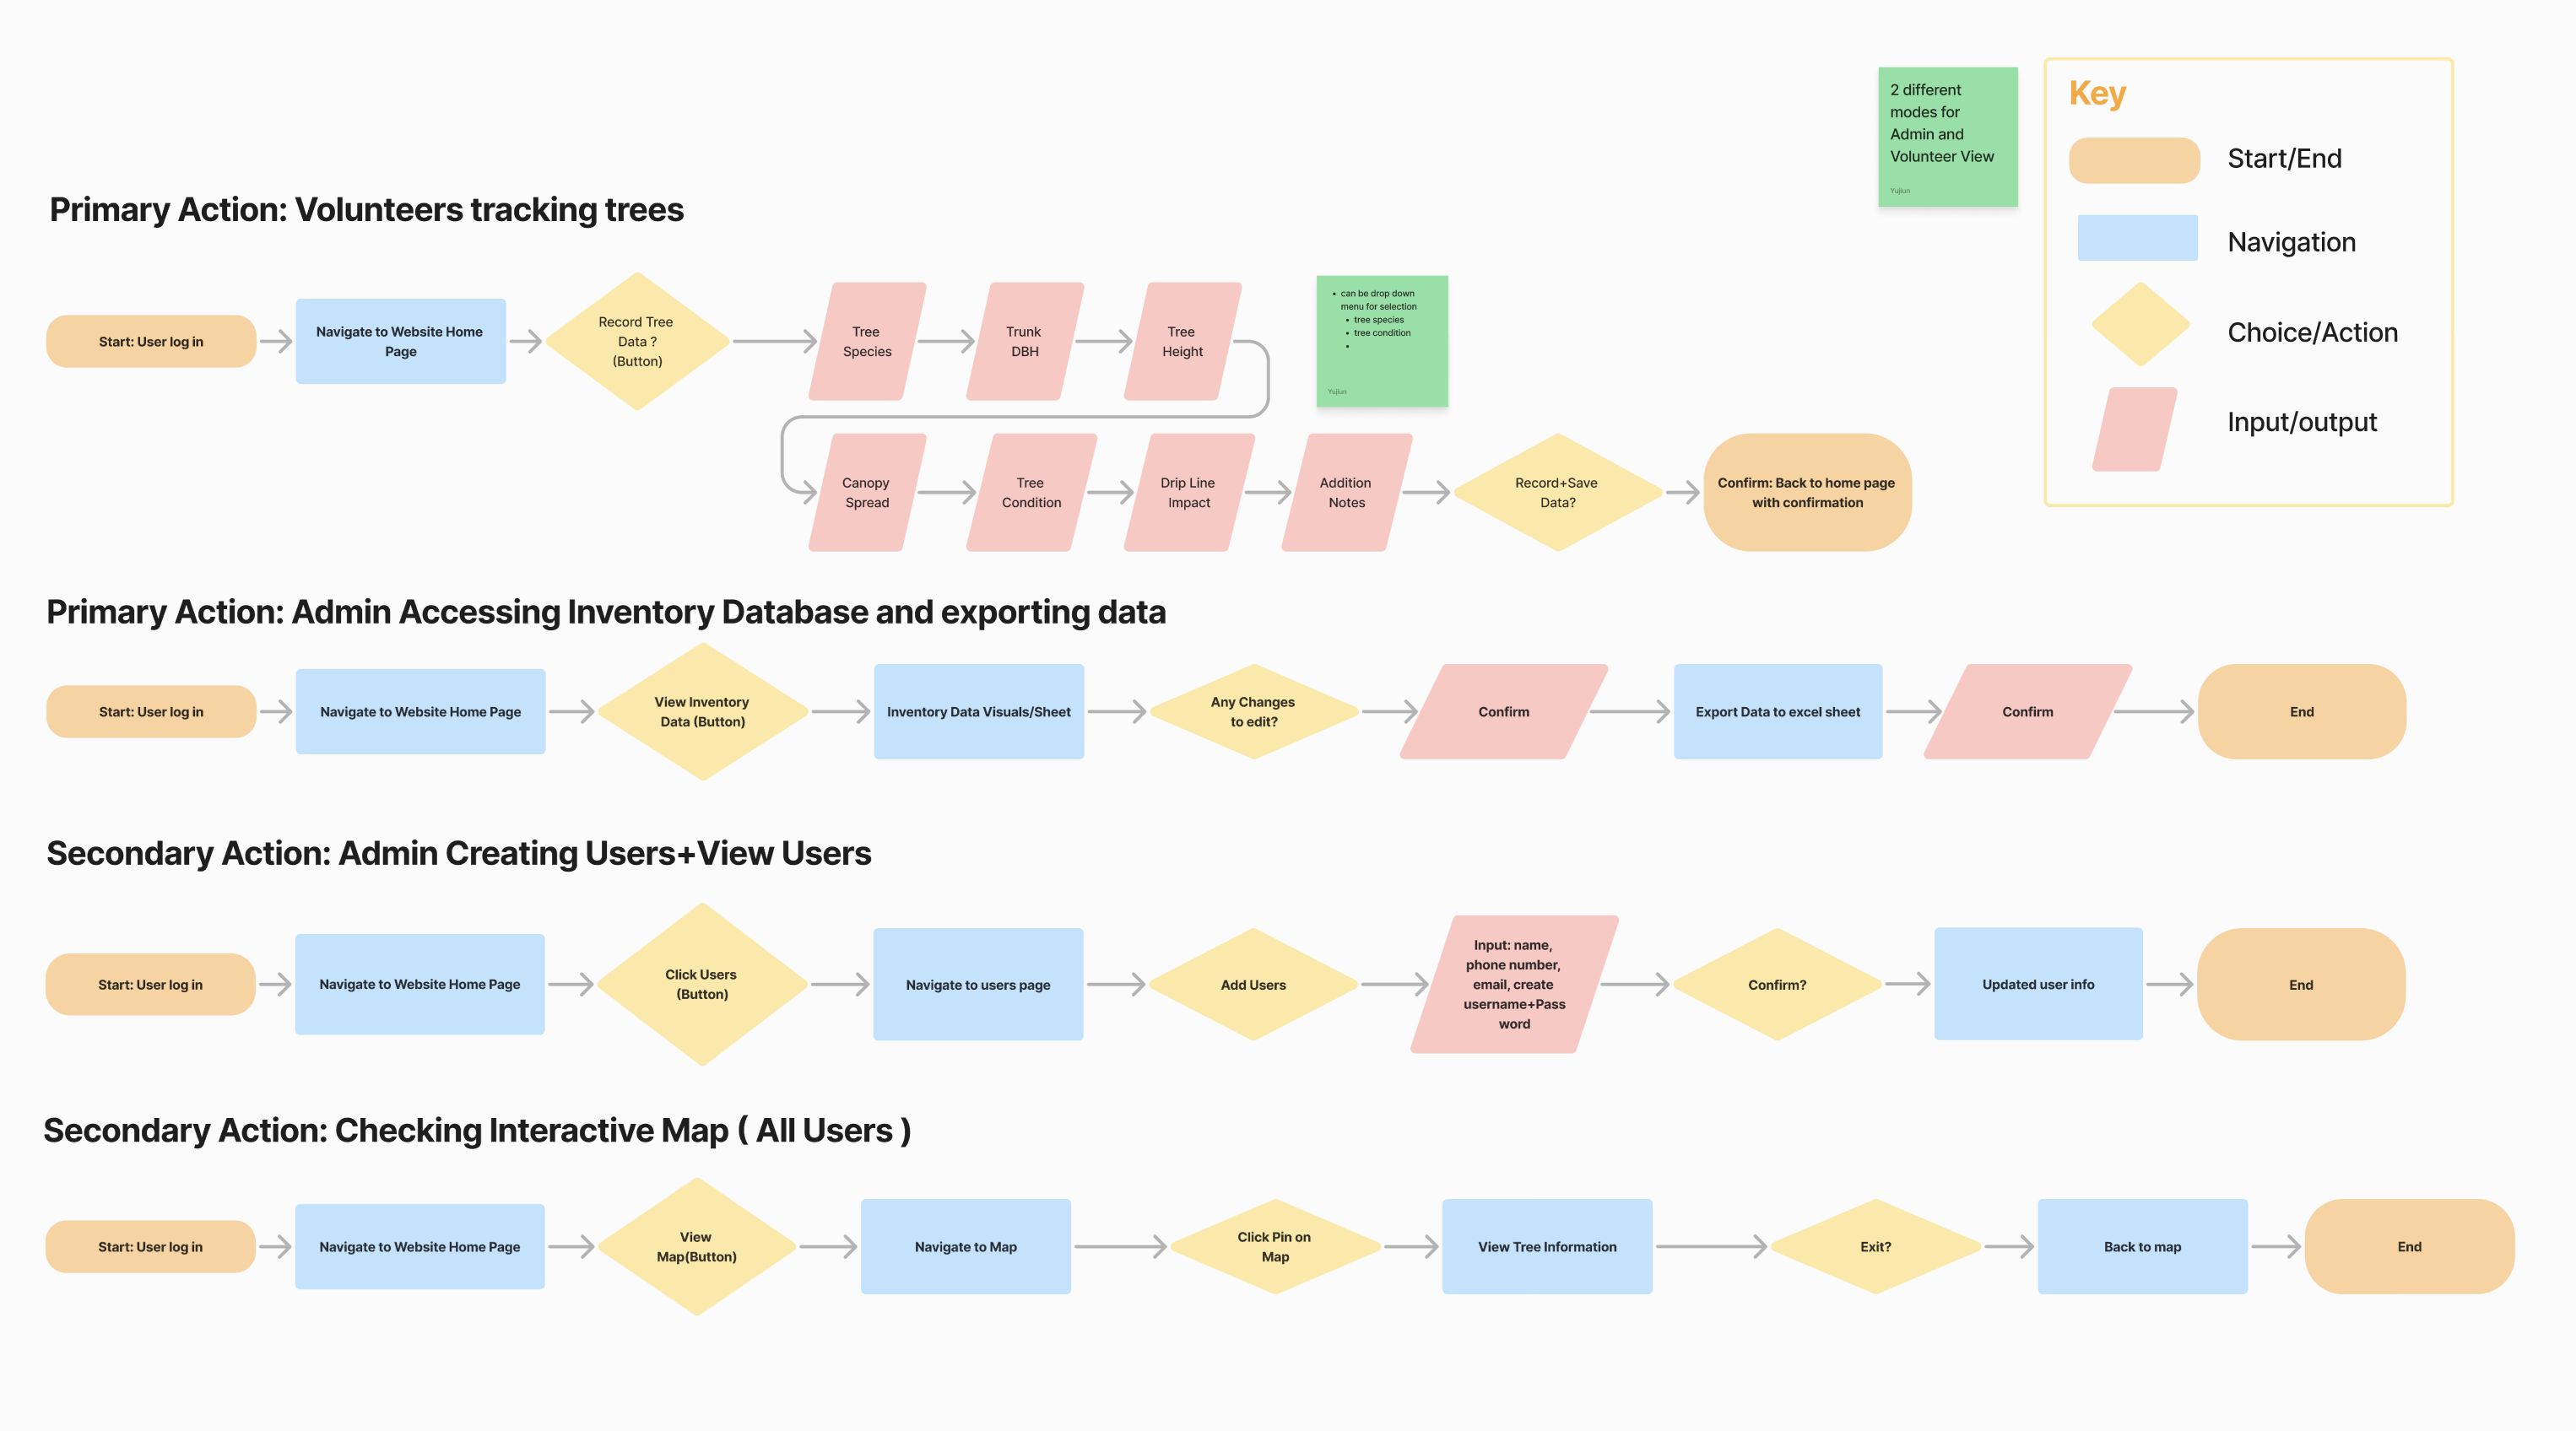 2 different
modes for
Admin and
Volunteer View
Yujiun
Key
Start/End
Navigation
Choice/Action
Input/output
Primary Action: Volunteers tracking trees
Start: User log in
Navigate to Website Home
Page
Record Tree
Data ?
(Button)
Tree
Species
Trunk
DBH
Tree
Height
• can be drop down
menu for selection
• tree species
• tree condition
•
Yujiun
Canopy
Spread
Tree
Condition
Drip Line
Impact
Addition
Notes
Record+Save
Data?
Confirm: Back to home page
with confirmation
Primary Action: Admin Accessing Inventory Database and exporting data
Start: User log in
Navigate to Website Home Page
View Inventory
Data (Button)
Inventory Data Visuals/Sheet
Any Changes
to edit?
Confirm
Export Data to excel sheet
Confirm
End
Secondary Action: Admin Creating Users+View Users
Start: User log in
Navigate to Website Home Page
Click Users
(Button)
Navigate to users page
Add Users
Input: name,
phone number,
email, create
username+Pass
word
Confirm?
Updated user info
End
Secondary Action: Checking Interactive Map ( All Users )
Start: User log in
Navigate to Website Home Page
View
Map(Button)
Navigate to Map
Click Pin on
Map
View Tree Information
Exit?
Back to map
End